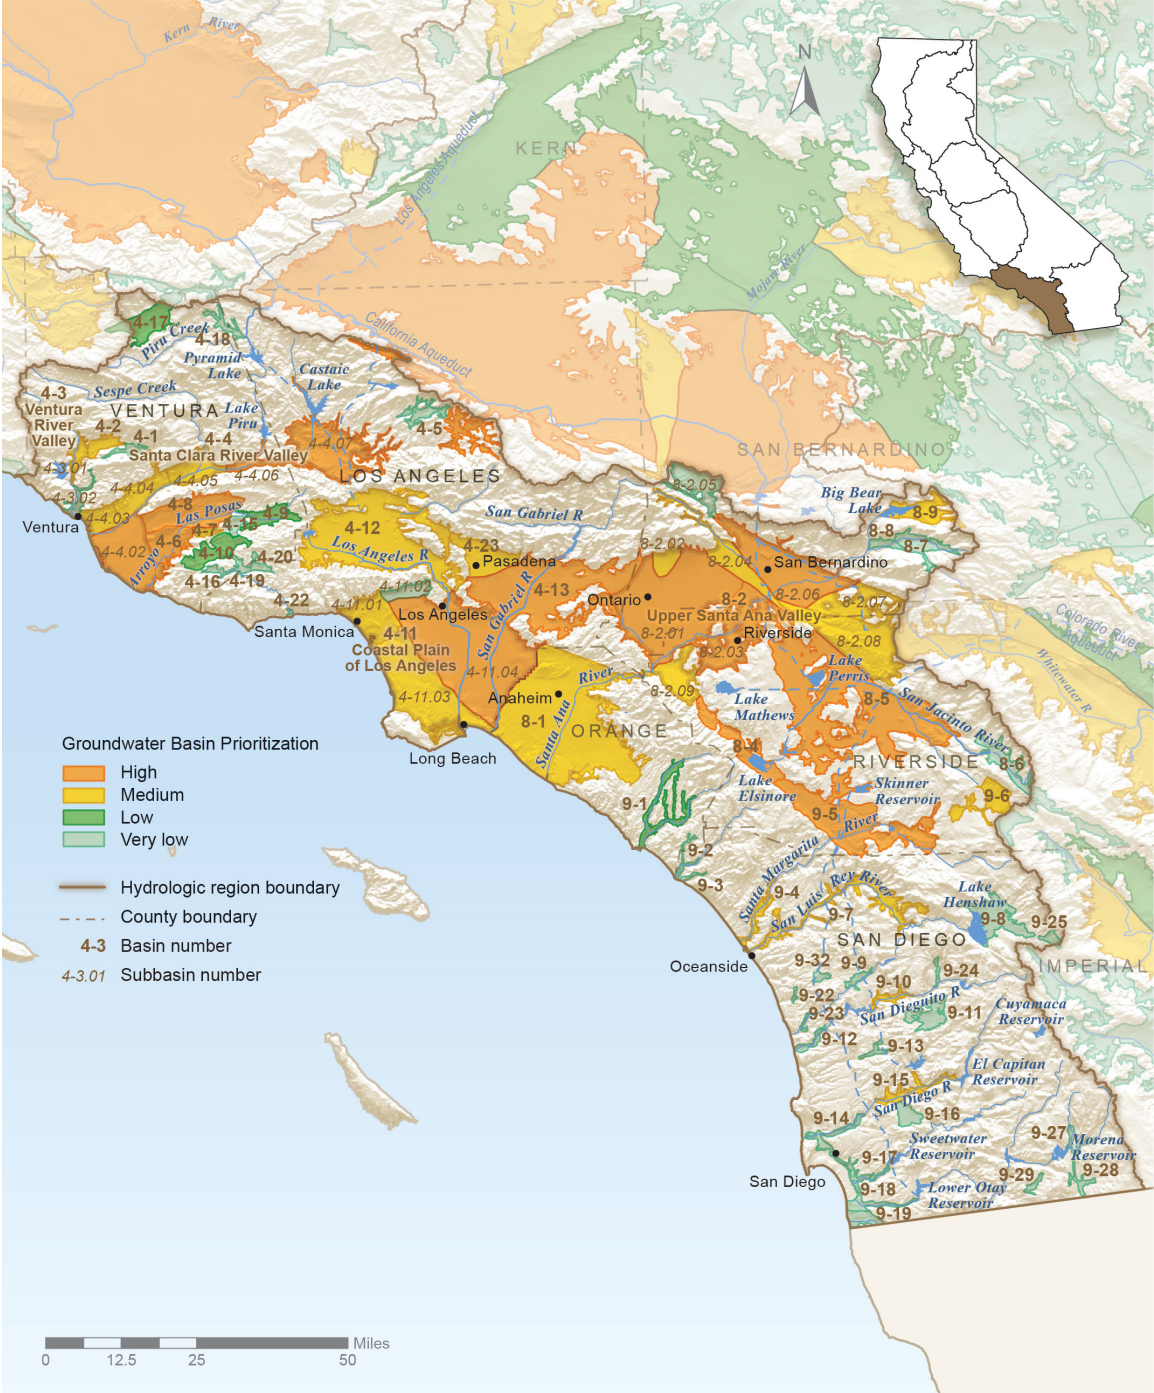 Kern River
Los Angeles Aqueduct
KERN
N
Mojave River
California Aqueduct
4-17
Piru Creek
4-18
Pyramid
Lake
Castaic
Lake
4-3
Ventura
River
Valley
Sespe Creek
VENTURA
Lake
Piru
4-2
4-1
4-4
Santa Clara River Valley
4-5
4-4.07
SAN BERNARDINO
4-3.01
4-4.04
4-4.05
4-4.06
LOS ANGELES
8-2.05
Big Bear
Lake
8-9
4-3.02
4-8
Las Posas
4-9
4-12
San Gabriel R
8-8
Ventura
4-4.03
4-7
4-15
8-2.02
8-7
4-4.02
4-6
4-10
4-20
Los Angeles R
4-23
Pasadena
8-2.04
San Bernardino
Arroyo
4-16
4-19
4-11.02
4-13
Ontario
8-2
8-2.06
8-2.07
4-22
4-11.01
Los Angeles
San Gabriel R
Upper Santa Ana Valley
Santa Monica
4-11
Coastal Plain
of Los Angeles
8-2.01
Riverside
8-2.03
8-2.08
Colorado River
Aqueduct
Whitewater R
4-11.04
4-11.03
Anaheim
River
8-2.09
Lake
Perris
Lake
Mathews
8-5
San Jacinto River
8-1
Santa Ana
ORANGE
8-4
Long Beach
RIVERSIDE
8-6
Lake
Elsinore
Skinner
Reservoir
9-6
9-1
9-5
River
9-2
9-3
Santa Margarita
9-4
San Luis Rey River
9-7
Lake
Henshaw
9-8
9-25
SAN DIEGO
Oceanside
9-32
9-9
9-10
9-24
IMPERIAL
9-22
9-23
San Dieguito R
9-11
Cuyamaca
Reservoir
9-12
9-13
9-15
El Capitan
Reservoir
San Diego R
9-14
9-16
9-27
Sweetwater
Reservoir
Morena
Reservoir
9-17
9-29
9-28
San Diego
9-18
Lower Otay
Reservoir
9-19
Groundwater Basin Prioritization
High
Medium
Low
Very low
Hydrologic region boundary
County boundary
4-3 Basin number
4-3.01 Subbasin number
Miles
0 12.5 25 50